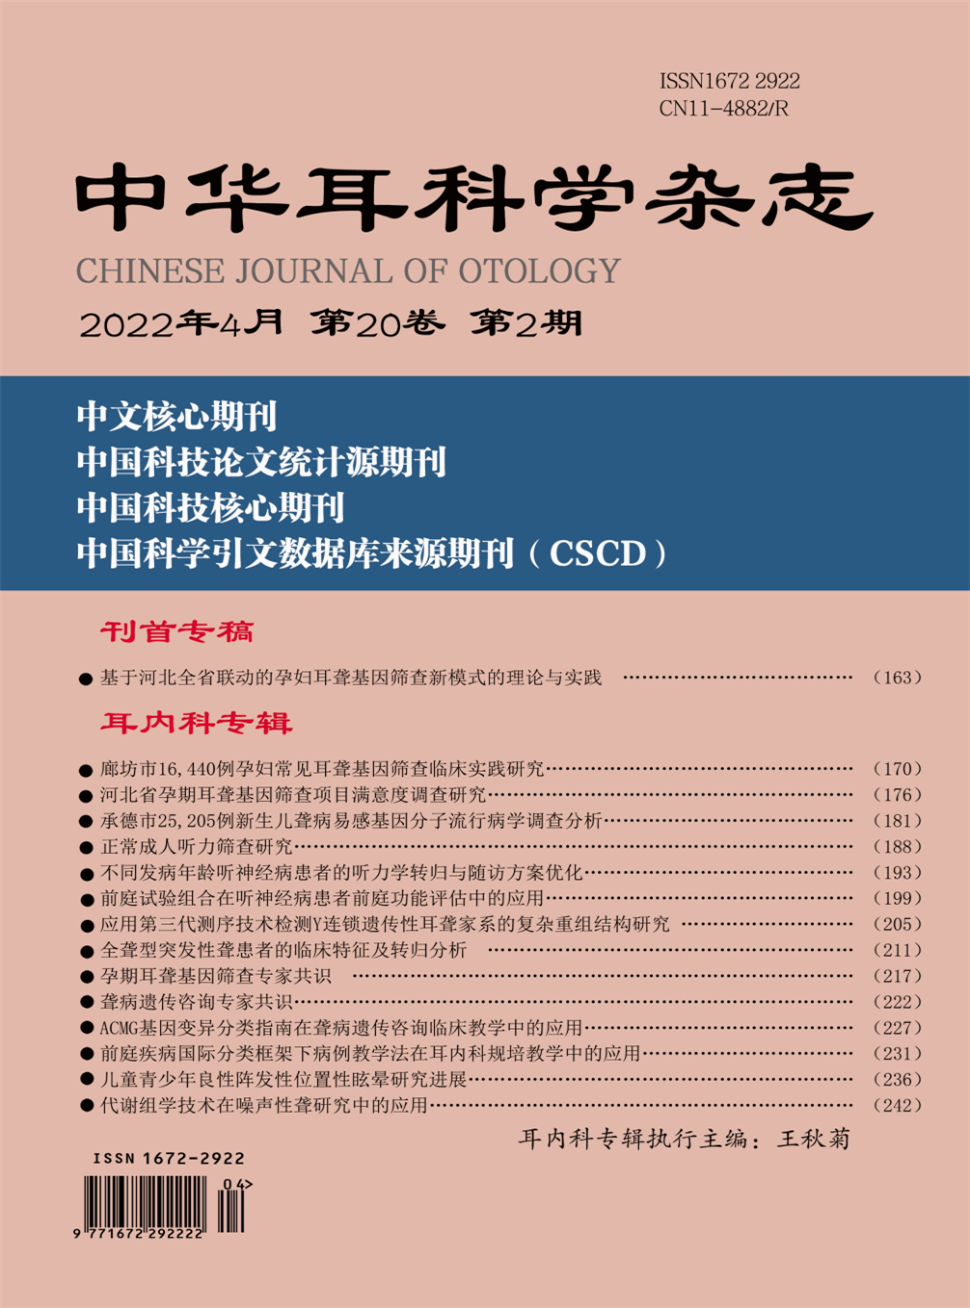 ISSN1672 2922
CN11-4882/R
中华耳科学杂志
CHINESE JOURNAL OF OTOLOGY
2022年4月 第20卷 第2期
中文核心期刊
中国科技论文统计源期刊
中国科技核心期刊
中国科学引文数据库来源期刊（CSCD）
刊首专稿
● 基于河北全省联动的孕妇耳聋基因筛查新模式的理论与实践 ……………………………… （163）
耳内科专辑
● 廊坊市16,440例孕妇常见耳聋基因筛查临床实践研究………………………………………… （170）
● 河北省孕期耳聋基因筛查项目满意度调查研究………………………………………………… （176）
● 承德市25,205例新生儿聋病易感基因分子流行病学调查分析………………………………… （181）
● 正常成人听力筛查研究…………………………………………………………………………… （188）
● 不同发病年龄听神经病患者的听力学转归与随访方案优化…………………………………… （193）
● 前庭试验组合在听神经病患者前庭功能评估中的应用………………………………………… （199）
● 应用第三代测序技术检测Y连锁遗传性耳聋家系的复杂重组结构研究 ……………………… （205）
● 全聋型突发性聋患者的临床特征及转归分析 ………………………………………………… （211）
● 孕期耳聋基因筛查专家共识 …………………………………………………………………… （217）
● 聋病遗传咨询专家共识…………………………………………………………………………… （222）
● ACMG基因变异分类指南在聋病遗传咨询临床教学中的应用…………………………………… （227）
● 前庭疾病国际分类框架下病例教学法在耳内科规培教学中的应用…………………………… （231）
● 儿童青少年良性阵发性位置性眩晕研究进展…………………………………………………… （236）
● 代谢组学技术在噪声性聋研究中的应用………………………………………………………… （242）
耳内科专辑执行主编：王秋菊
ISSN 1672-2922
04>
9 771672 292222